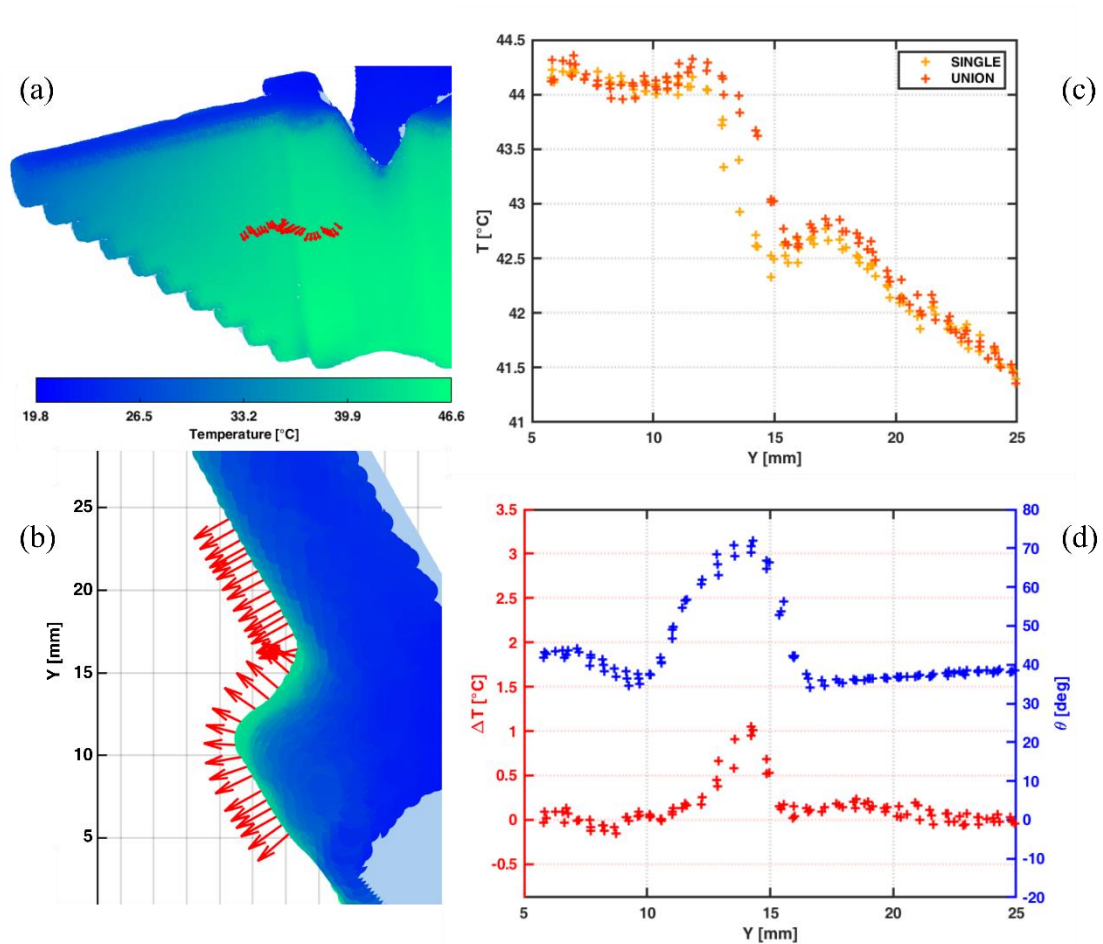 (a)
19.8 26.5 33.2 39.9 46.6
Temperature [°C]
(b)
25
20
15
10
5
Y [mm]
(c)
44.5
44
43.5
43
42.5
42
41.5
41
T [°C]
5 10 15 20 25
Y [mm]
SINGLE
UNION
(d)
3.5
3
2.5
2
1.5
1
0.5
0
-0.5
ΔT [°C]
80
70
60
50
40
30
20
10
0
-10
-20
θ [deg]
5 10 15 20 25
Y [mm]